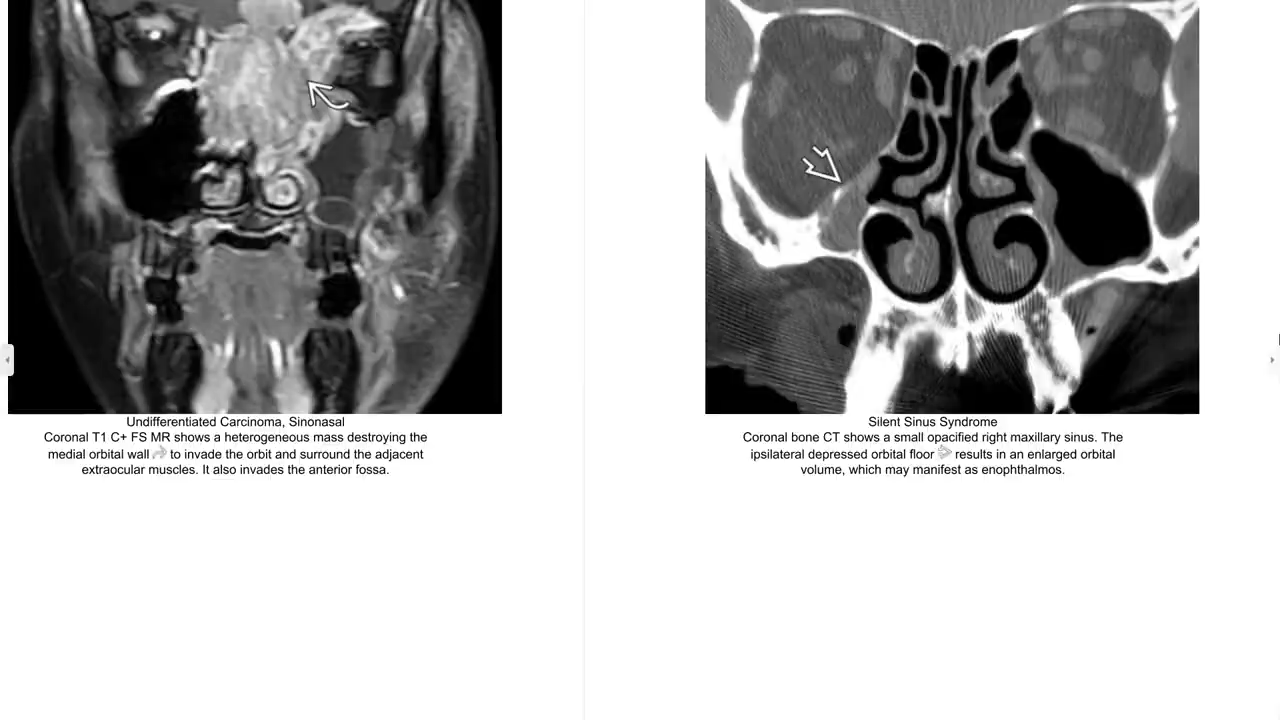 Undifferentiated Carcinoma, Sinonasal
Coronal T1 C+ FS MR shows a heterogeneous mass destroying the
medial orbital wall to invade the orbit and surround the adjacent
extraocular muscles. It also invades the anterior fossa.
Silent Sinus Syndrome
Coronal bone CT shows a small opacified right maxillary sinus. The
ipsilateral depressed orbital floor results in an enlarged orbital
volume, which may manifest as enophthalmos.